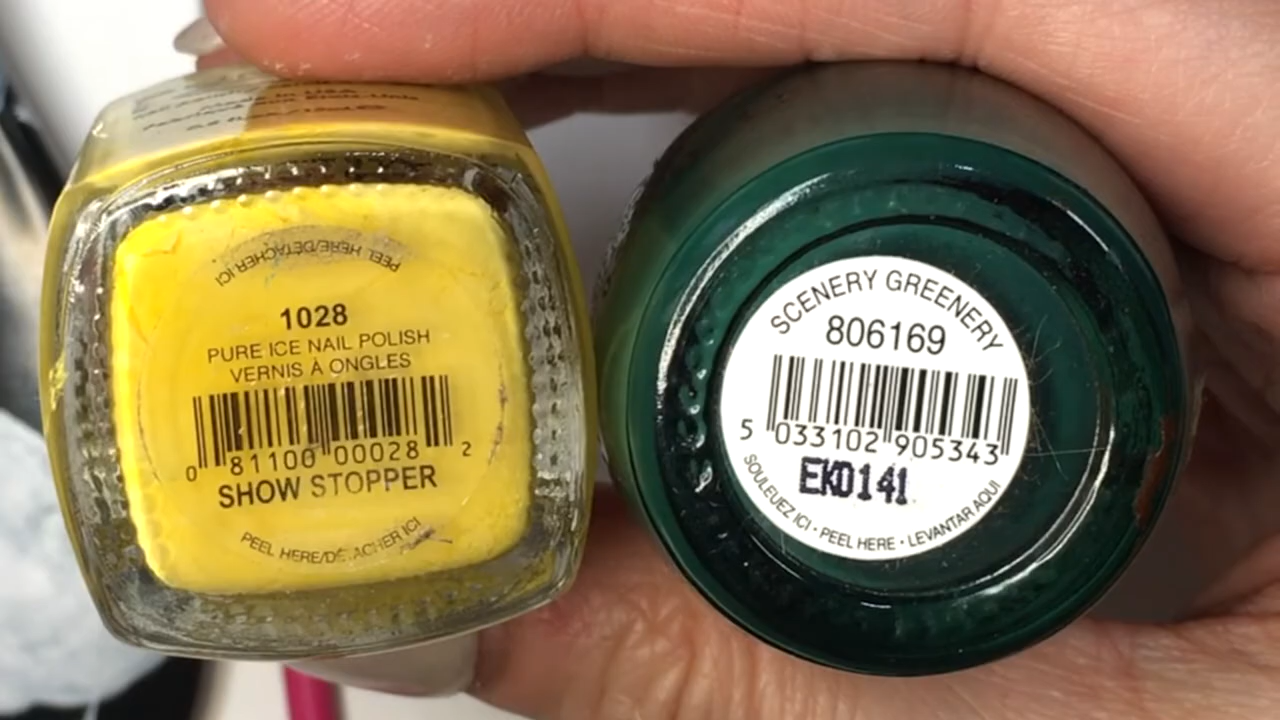 PEEL HERE/DÉTACHER ICI
1028
PURE ICE NAIL POLISH
VERNIS À ONGLES
0 81100 00028 2
SHOW STOPPER
PEEL HERE/DÉTACHER ICI
SCENERY GREENERY
806169
5 033102 905343
EK0141
SOULEUEZ ICI · PEEL HERE · LEVANTAR AQUI